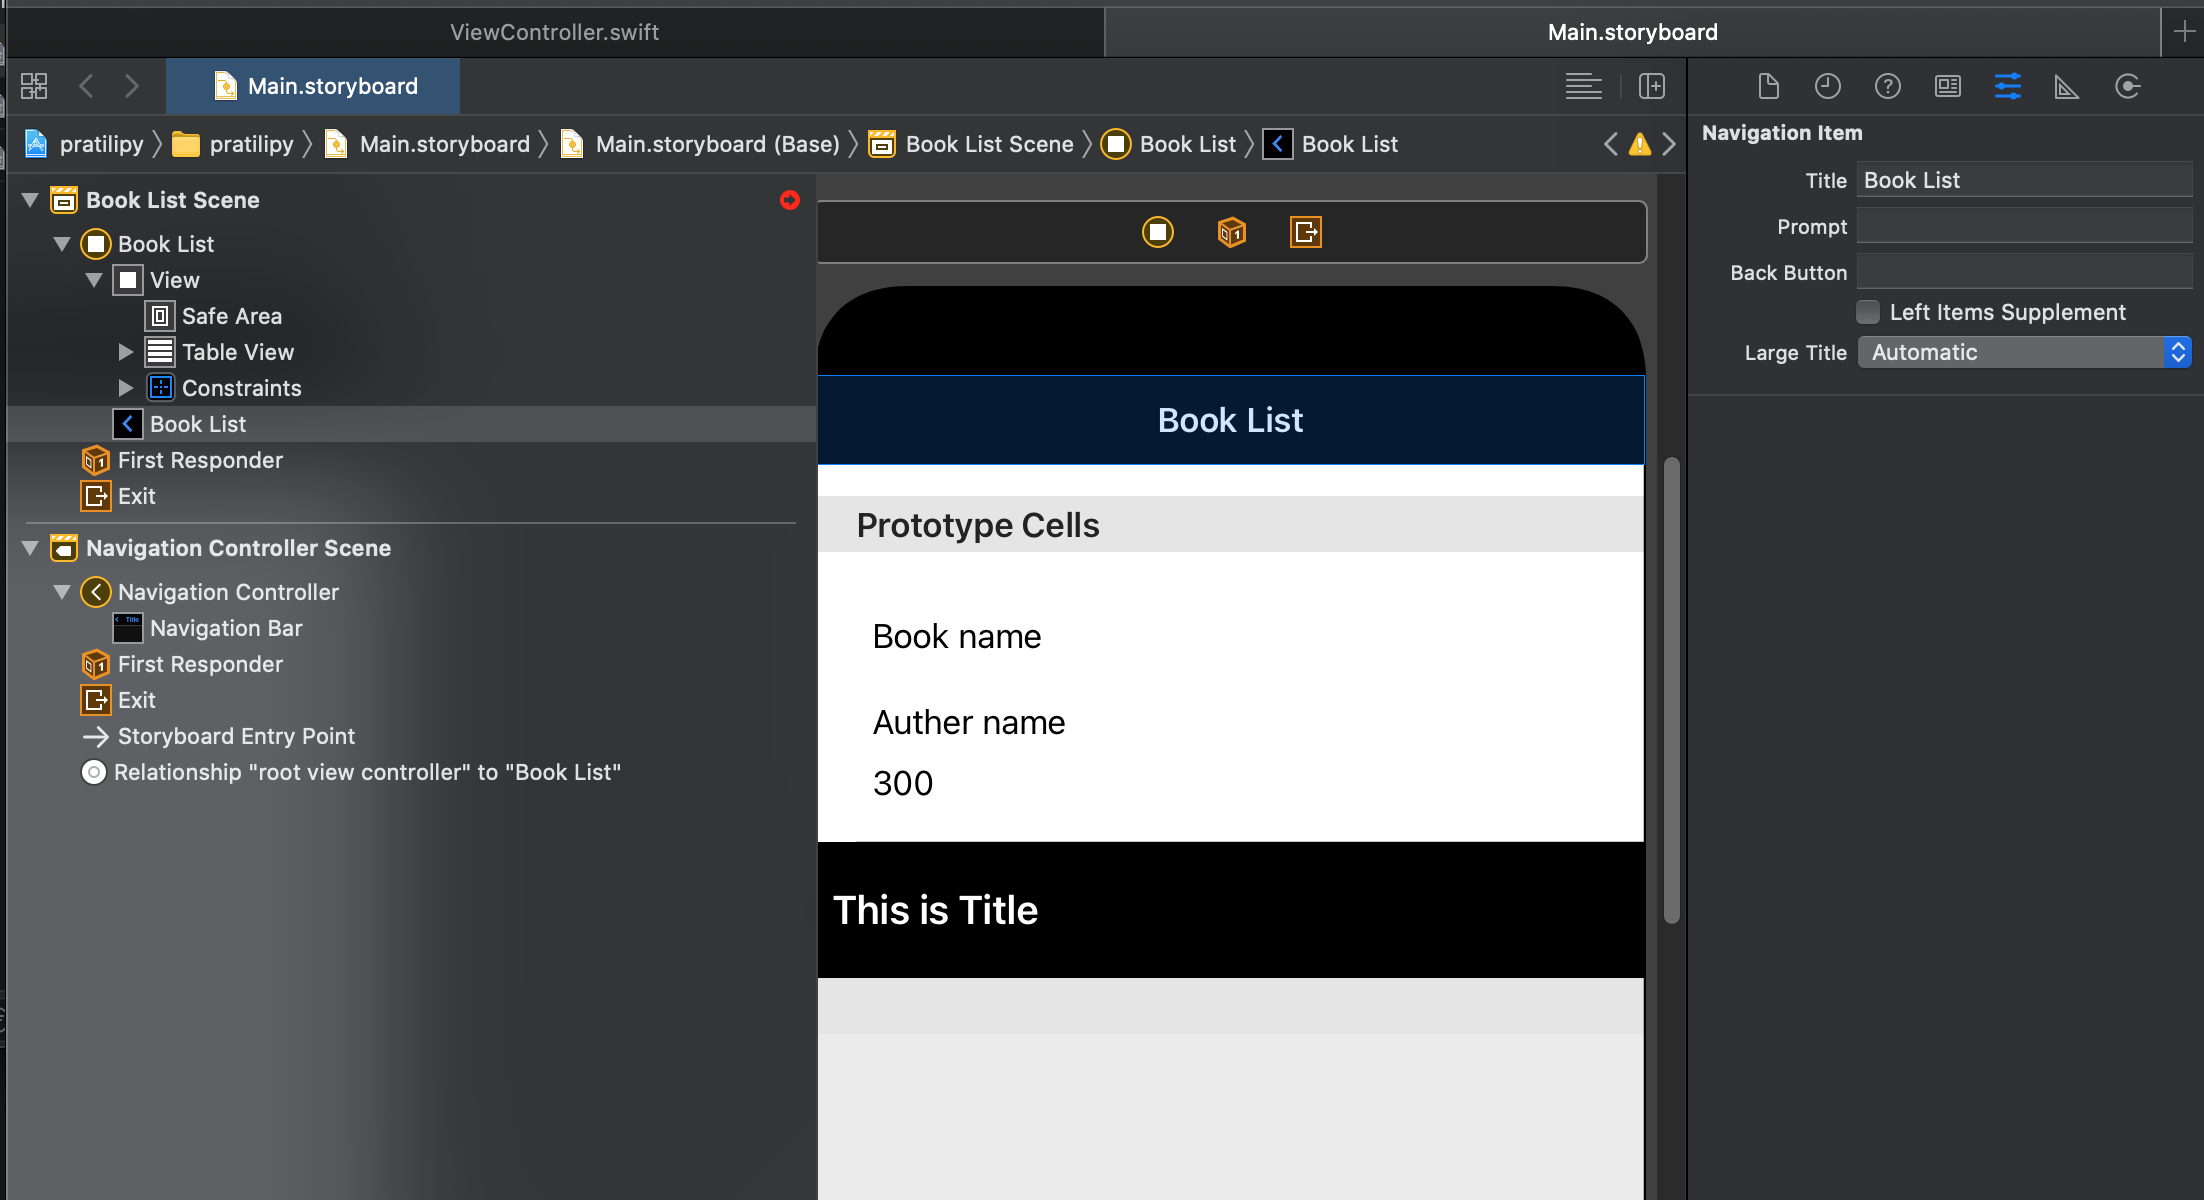 ViewController.swift
Main.storyboard
Main.storyboard
pratilipy
pratilipy
Main.storyboard
Main.storyboard (Base)
Book List Scene
Book List
Book List
Book List Scene
Book List
View
Safe Area
Table View
Constraints
Book List
First Responder
Exit
Navigation Controller Scene
Navigation Controller
Navigation Bar
First Responder
Exit
Storyboard Entry Point
Relationship "root view controller" to "Book List"
Book List
Prototype Cells
Book name
Auther name
300
This is Title
Navigation Item
Title Book List
Prompt
Back Button
Left Items Supplement
Large Title Automatic